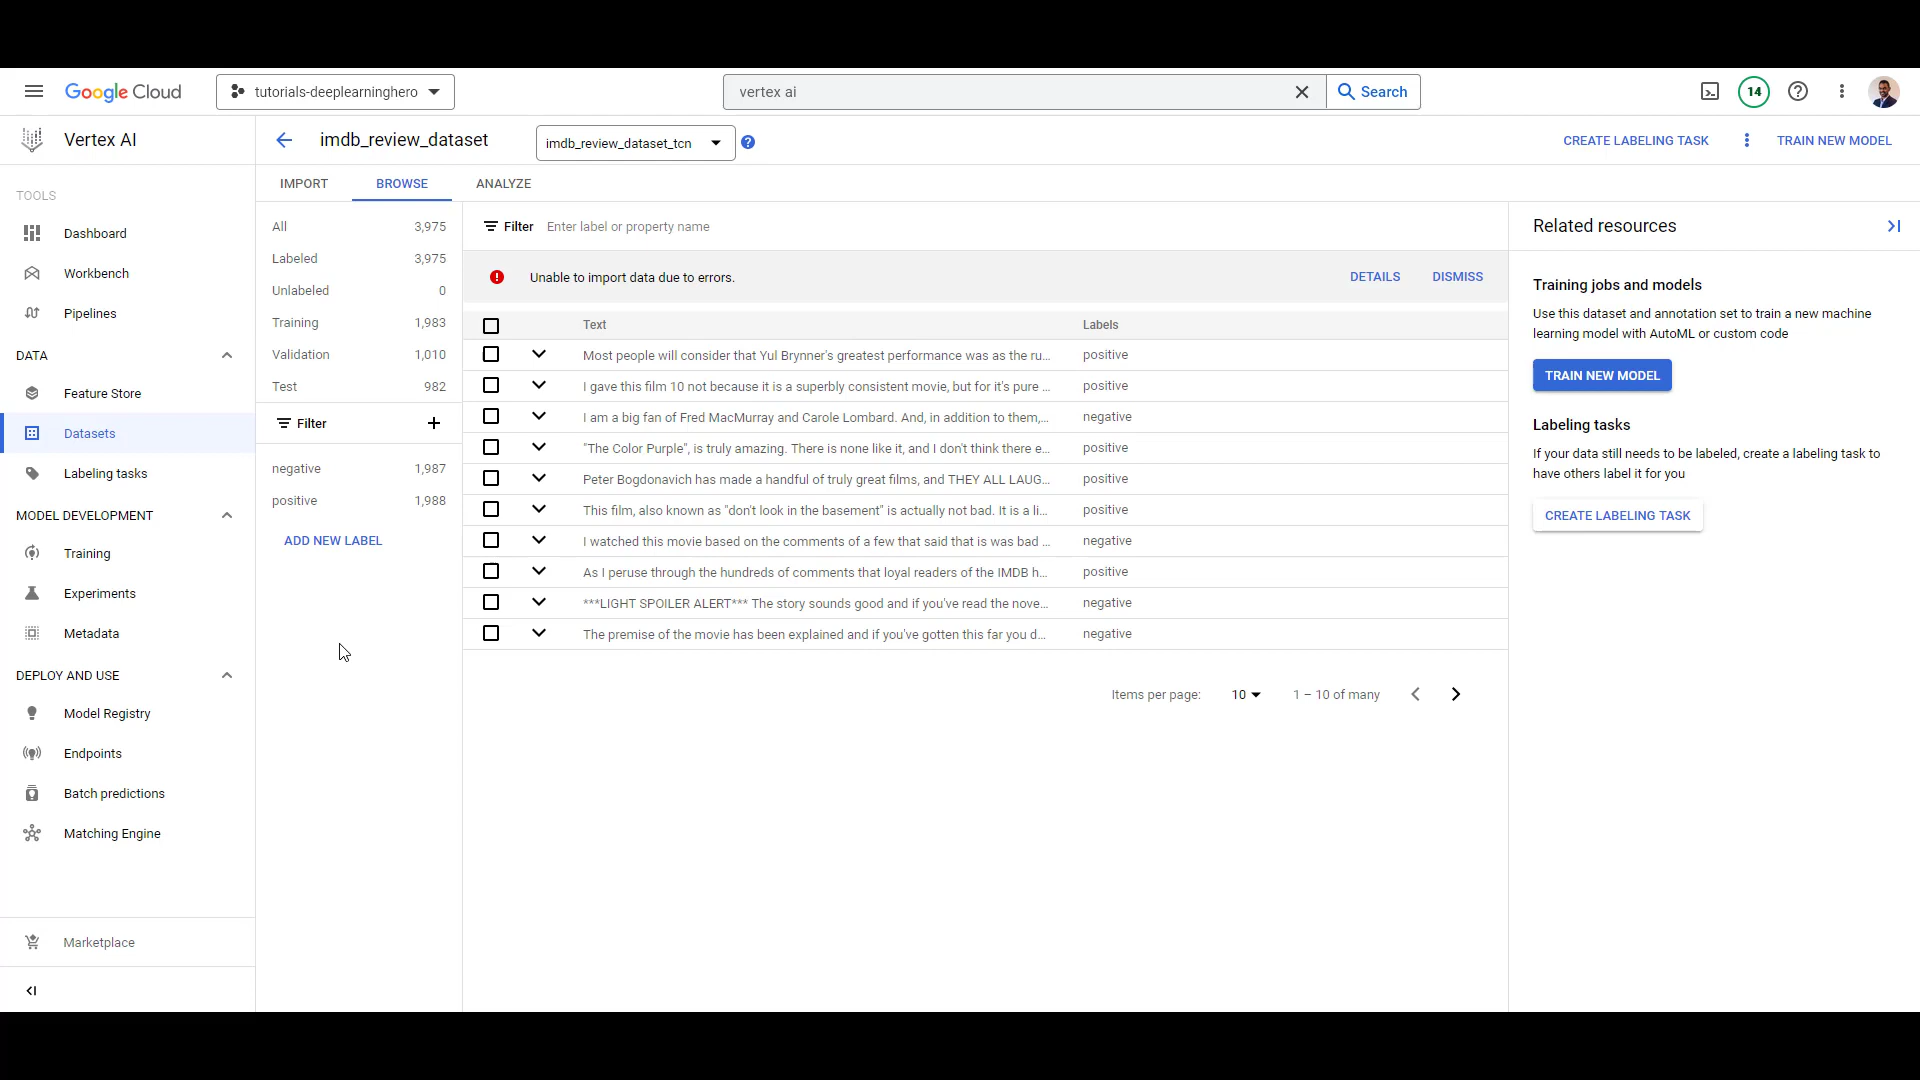 Google Cloud
tutorials-deeplearninghero
vertex ai
Search
14
Vertex AI
imdb_review_dataset
imdb_review_dataset_tcn
CREATE LABELING TASK
TRAIN NEW MODEL
TOOLS
Dashboard
Workbench
Pipelines
DATA
Feature Store
Datasets
Labeling tasks
MODEL DEVELOPMENT
Training
Experiments
Metadata
DEPLOY AND USE
Model Registry
Endpoints
Batch predictions
Matching Engine
Marketplace
IMPORT
BROWSE
ANALYZE
All 3,975
Labeled 3,975
Unlabeled 0
Training 1,983
Validation 1,010
Test 982
Filter
negative 1,987
positive 1,988
ADD NEW LABEL
Filter Enter label or property name
Unable to import data due to errors. DETAILS DISMISS
Text Labels
Most people will consider that Yul Brynner's greatest performance was as the ru... positive
I gave this film 10 not because it is a superbly consistent movie, but for it's pure ... positive
I am a big fan of Fred MacMurray and Carole Lombard. And, in addition to them,... negative
"The Color Purple", is truly amazing. There is none like it, and I don't think there e... positive
Peter Bogdonavich has made a handful of truly great films, and THEY ALL LAUG... positive
This film, also known as "don't look in the basement" is actually not bad. It is a li... positive
I watched this movie based on the comments of a few that said that is was bad ... negative
As I peruse through the hundreds of comments that loyal readers of the IMDB h... positive
***LIGHT SPOILER ALERT*** The story sounds good and if you've read the nove... negative
The premise of the movie has been explained and if you've gotten this far you d... negative
Items per page: 10 1 – 10 of many
Related resources
Training jobs and models
Use this dataset and annotation set to train a new machine
learning model with AutoML or custom code
TRAIN NEW MODEL
Labeling tasks
If your data still needs to be labeled, create a labeling task to
have others label it for you
CREATE LABELING TASK